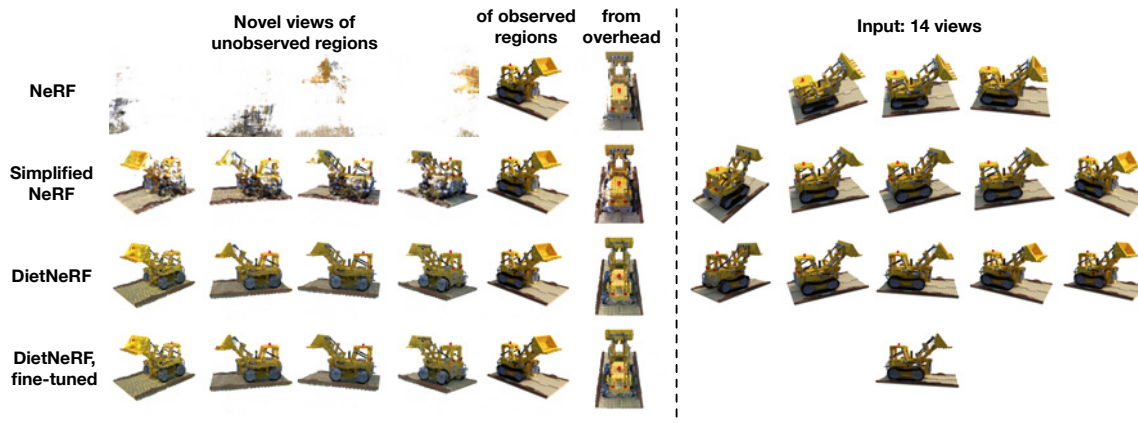 Novel views of
unobserved regions
of observed
regions
from
overhead
Input: 14 views
NeRF
Simplified
NeRF
DietNeRF
DietNeRF,
fine-tuned